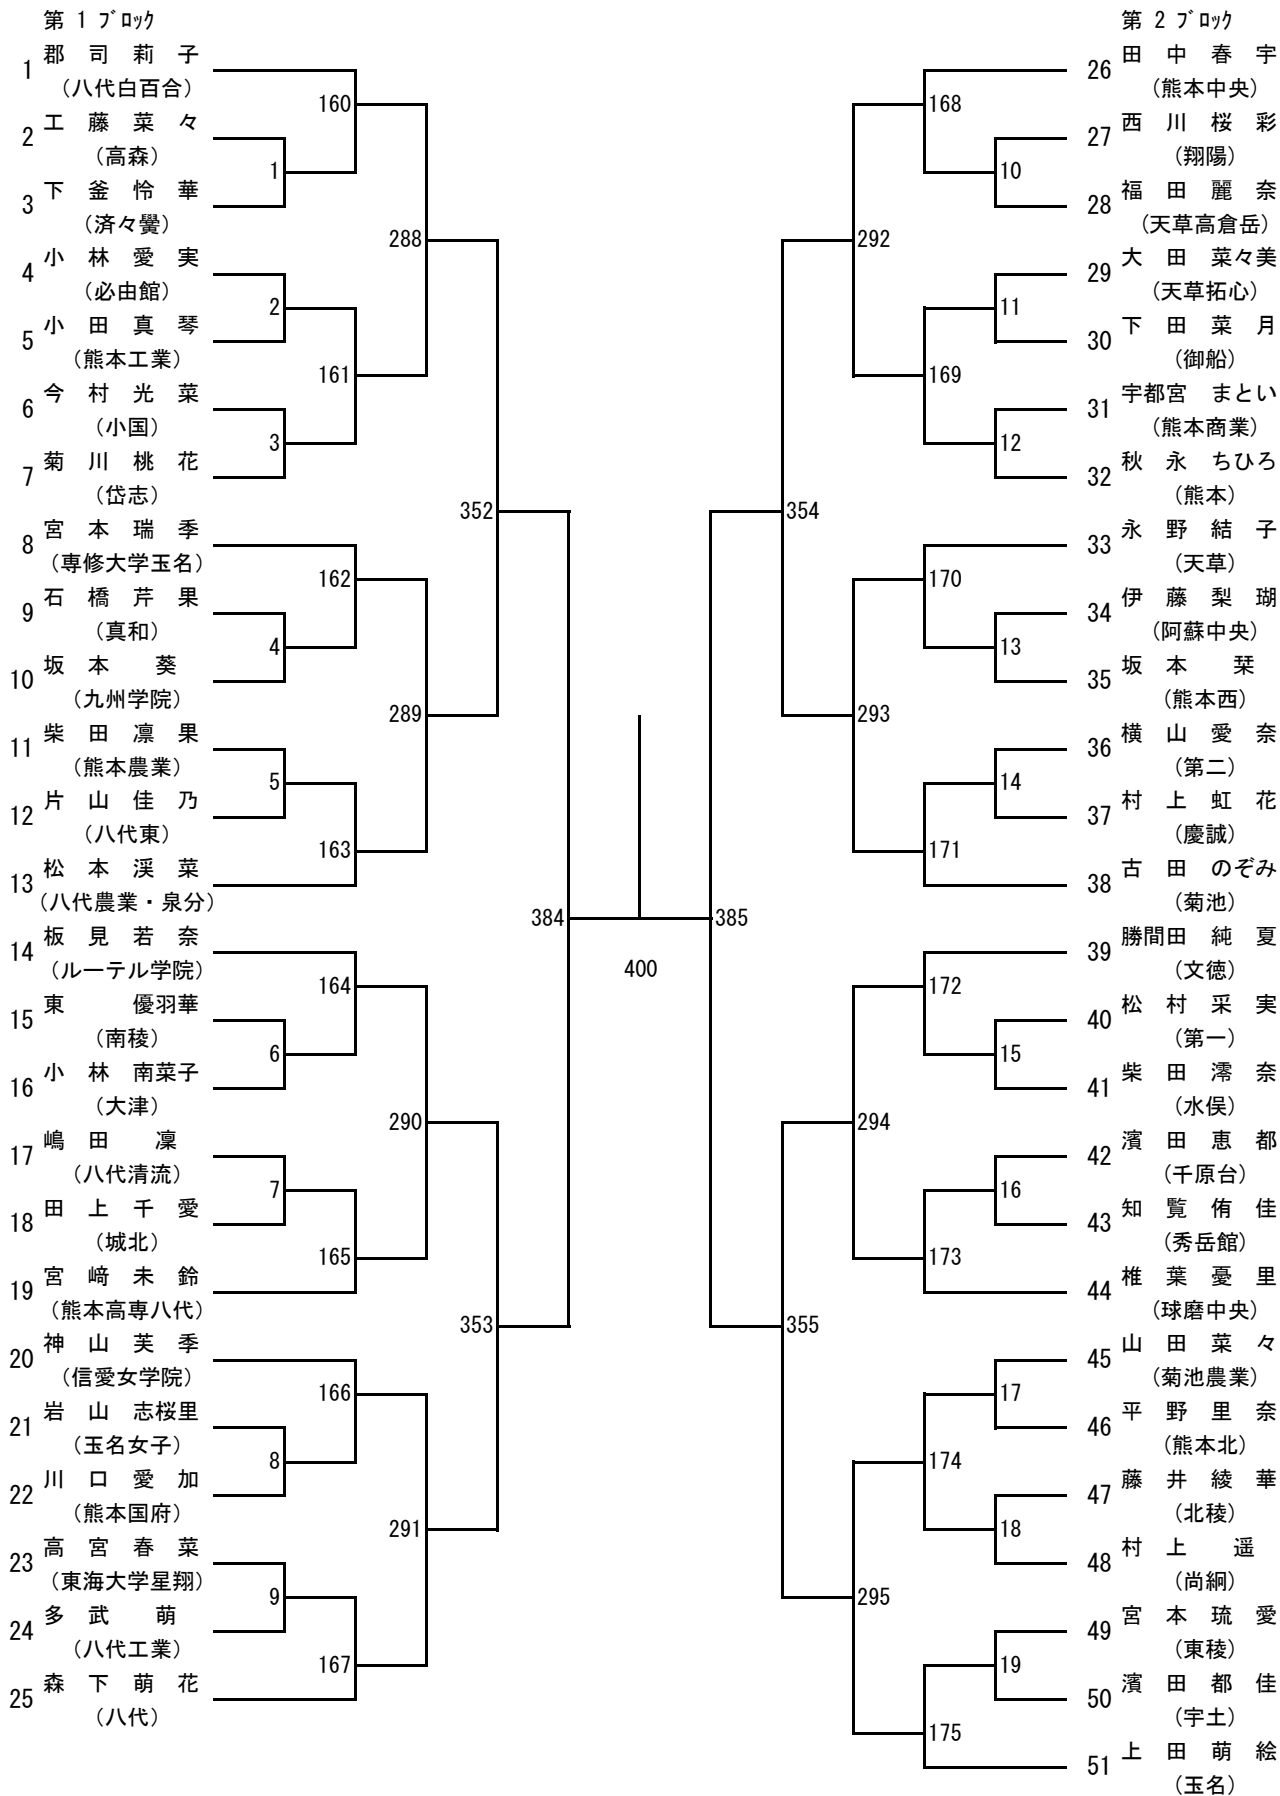 第 1 ブロック
1 郡 司 莉 子
（八代白百合）
2 工 藤 菜 々
（高森）
3 下 釜 怜 華
（済々黌）
4 小 林 愛 実
（必由館）
5 小 田 真 琴
（熊本工業）
6 今 村 光 菜
（小国）
7 菊 川 桃 花
（岱志）
8 宮 本 瑞 季
（専修大学玉名）
9 石 橋 芹 果
（真和）
10 坂 本 葵
（九州学院）
11 柴 田 凛 果
（熊本農業）
12 片 山 佳 乃
（八代東）
13 松 本 渓 菜
（八代農業・泉分）
14 板 見 若 奈
（ルーテル学院）
15 東 優羽華
（南稜）
16 小 林 南菜子
（大津）
17 嶋 田 凜
（八代清流）
18 田 上 千 愛
（城北）
19 宮 﨑 未 鈴
（熊本高専八代）
20 神 山 芙 季
（信愛女学院）
21 岩 山 志桜里
（玉名女子）
22 川 口 愛 加
（熊本国府）
23 高 宮 春 菜
（東海大学星翔）
24 多 武 萌
（八代工業）
25 森 下 萌 花
（八代）
1
2
3
4
5
6
7
8
9
160
161
162
163
164
165
166
167
288
289
290
291
352
353
384
400
385
354
355
292
293
294
295
168
169
170
171
172
173
174
175
10
11
12
13
14
15
16
17
18
19
第 2 ブロック
26 田 中 春 宇
（熊本中央）
27 西 川 桜 彩
（翔陽）
28 福 田 麗 奈
（天草高倉岳）
29 大 田 菜々美
（天草拓心）
30 下 田 菜 月
（御船）
31 宇都宮 まとい
（熊本商業）
32 秋 永 ちひろ
（熊本）
33 永 野 結 子
（天草）
34 伊 藤 梨 瑚
（阿蘇中央）
35 坂 本 栞
（熊本西）
36 横 山 愛 奈
（第二）
37 村 上 虹 花
（慶誠）
38 古 田 のぞみ
（菊池）
39 勝間田 純 夏
（文徳）
40 松 村 采 実
（第一）
41 柴 田 澪 奈
（水俣）
42 濱 田 恵 都
（千原台）
43 知 覧 侑 佳
（秀岳館）
44 椎 葉 憂 里
（球磨中央）
45 山 田 菜 々
（菊池農業）
46 平 野 里 奈
（熊本北）
47 藤 井 綾 華
（北稜）
48 村 上 遥
（尚絅）
49 宮 本 琉 愛
（東稜）
50 濱 田 都 佳
（宇土）
51 上 田 萌 絵
（玉名）